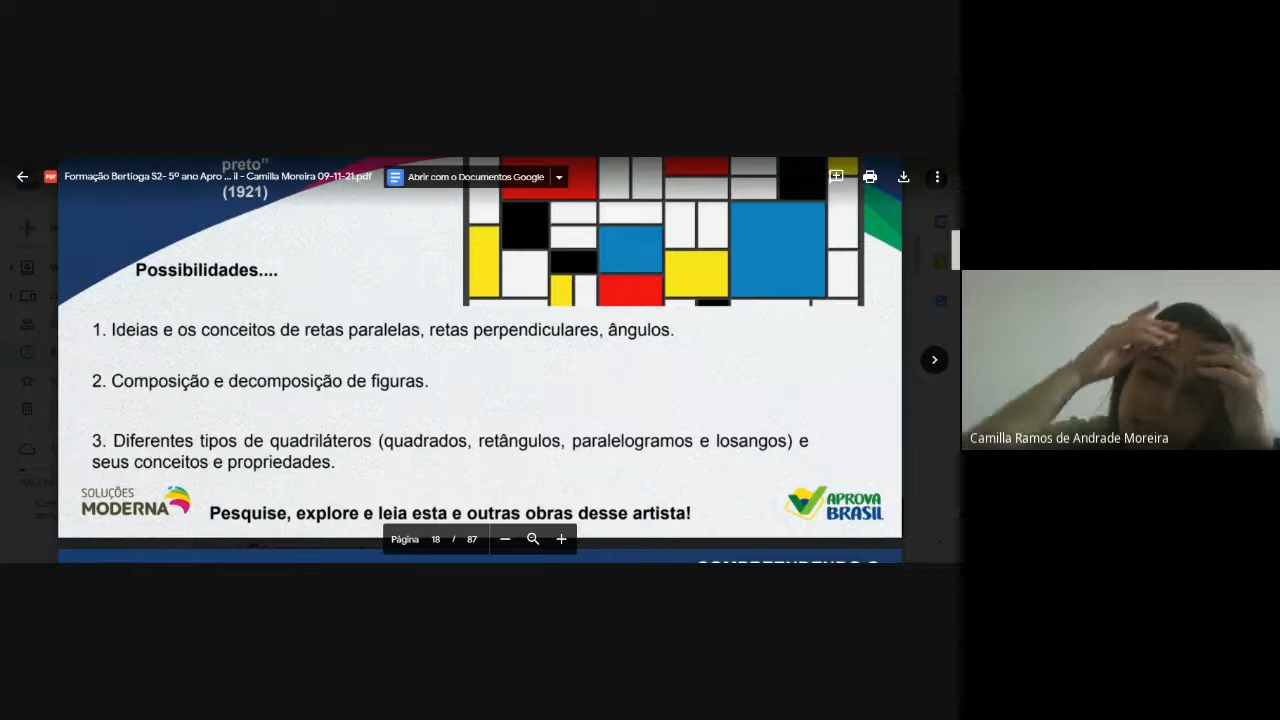 preto"
Formação Bertioga S2- 5º ano Apro ... il - Camilla Moreira 09-11-21.pdf
Abrir com o Documentos Google
(1921)
Possibilidades....
1. Ideias e os conceitos de retas paralelas, retas perpendiculares, ângulos.
2. Composição e decomposição de figuras.
3. Diferentes tipos de quadriláteros (quadrados, retângulos, paralelogramos e losangos) e
seus conceitos e propriedades.
SOLUÇÕES
MODERNA
Pesquise, explore e leia esta e outras obras desse artista!
APROVA
BRASIL
Página 18 / 87
Camilla Ramos de Andrade Moreira